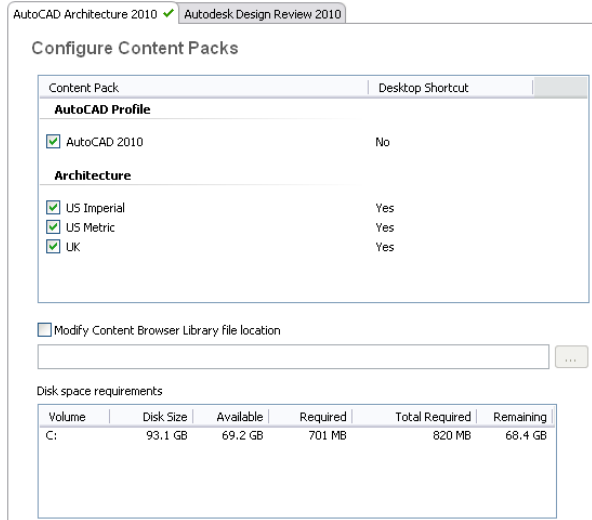 AutoCAD Architecture 2010 Autodesk Design Review 2010
Configure Content Packs
Content Pack Desktop Shortcut
AutoCAD Profile
AutoCAD 2010 No
Architecture
US Imperial Yes
US Metric Yes
UK Yes
Modify Content Browser Library file location
...
Disk space requirements
Volume Disk Size Available Required Total Required Remaining
C: 93.1 GB 69.2 GB 701 MB 820 MB 68.4 GB